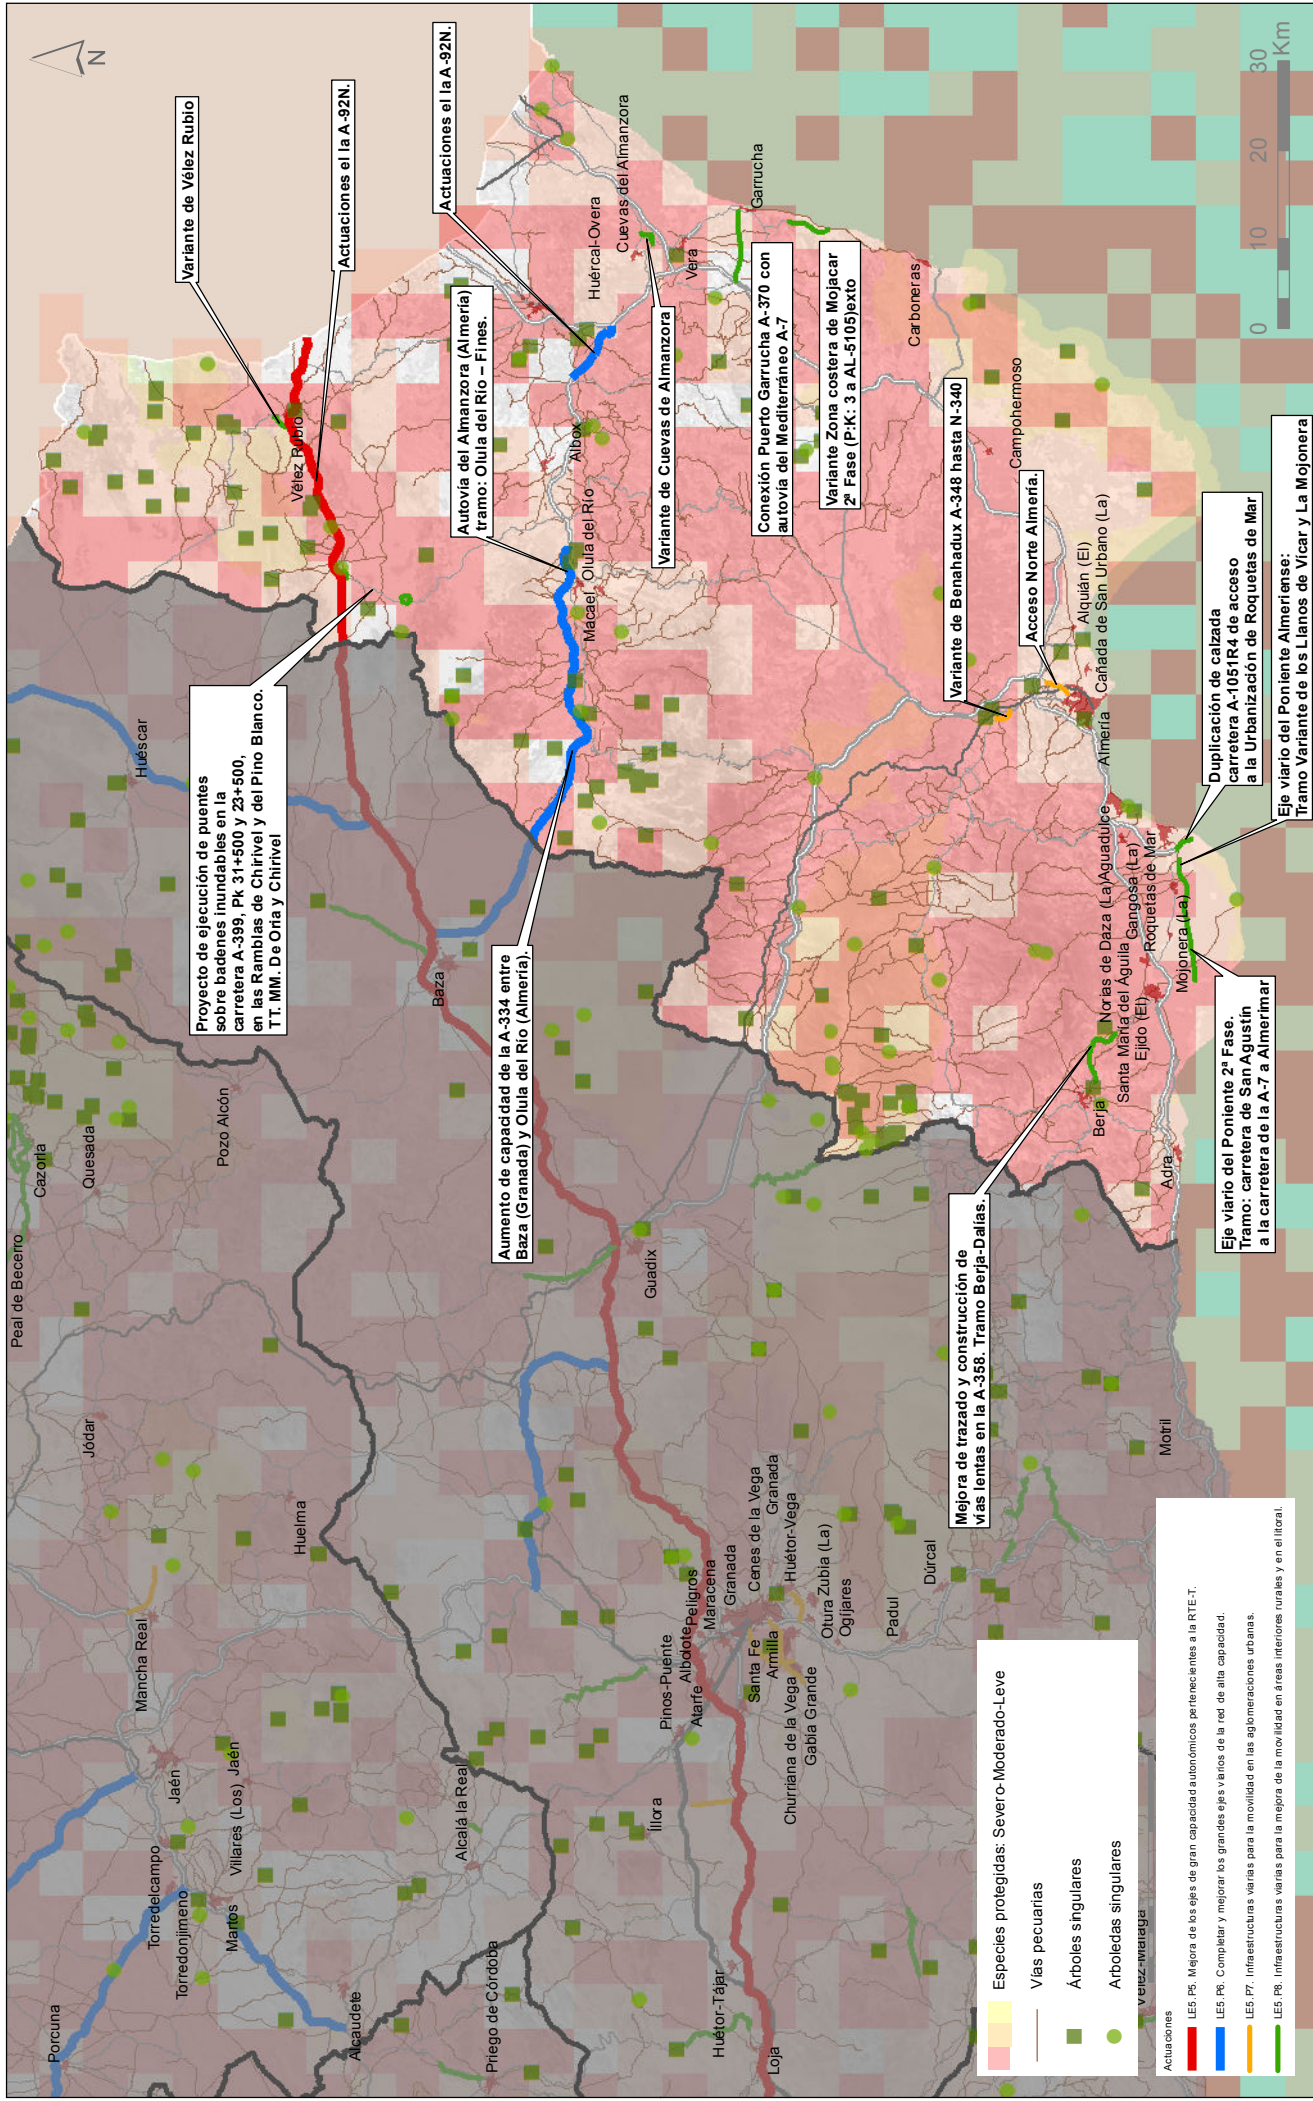 N
Variante de Vélez Rubio
Actuaciones el la A-92N.
Actuaciones el la A-92N.
Autovía del Almanzora (Almería)
tramo: Olula del Río – Fines.
Proyecto de ejecución de puentes
sobre badenes inundables en la
carretera A-399, PK 31+500 y 23+500,
en las Ramblas de Chirivel y del Pino Blanco.
TT. MM. De Oria y Chirivel
Aumento de capacidad de la A-334 entre
Baza (Granada) y Olula del Río (Almería).
Variante de Cuevas de Almanzora
Conexión Puerto Garrucha A-370 con
autovía del Mediterráneo A-7
Variante Zona costera de Mojacar
2ª Fase (P:K: 3 a AL-5105)exto
Variante de Benahadux A-348 hasta N-340
Acceso Norte Almería.
Duplicación de calzada
carretera A-1051R4 de acceso
a la Urbanización de Roquetas de Mar
Eje viario del Poniente Almeriense:
Tramo Variante de los Llanos de Vícar y La Mojonera
Eje viario del Poniente 2ª Fase.
Tramo: carretera de San Agustín
a la carretera de la A-7 a Almerimar
Mejora de trazado y construcción de
vías lentas en la A-358. Tramo Berja-Dalías.
Porcuna
Torredelcampo
Torredonjimeno
Martos
Villares (Los)
Jaén
Jaén
Mancha Real
Jódar
Peal de Becerro
Cazorla
Quesada
Pozo Alcón
Huelma
Huéscar
Alcaudete
Alcalá la Real
Priego de Córdoba
Baza
Guadix
Íllora
Huétor-Tájar
Loja
Pinos-Puente
Atarfe
Albolote
Peligros
Maracena
Granada
Cenes de la Vega
Granada
Huétor-Vega
Santa Fe
Armilla
Churriana de la Vega
Gabia Grande
Otura
Zubia (La)
Ogíjares
Padul
Dúrcal
Motril
Vélez-Málaga
Vélez Rubio
Huércal-Overa
Cuevas del Almanzora
Vera
Garrucha
Albox
Olula del Río
Macael
Carboneras
Campohermoso
Alquián (El)
Cañada de San Urbano (La)
Almería
Aguadulce
Gangosa (La)
Roquetas de Mar
Mojonera (La)
Norias de Daza (La)
Santa María del Águila
Ejido (El)
Berja
Adra
0 10 20 30
Km
Especies protegidas: Severo-Moderado-Leve
Vías pecuarias
Árboles singulares
Arboledas singulares
Actuaciones
LE5.P5. Mejora de los ejes de gran capacidad autonómicos pertenecientes a la RTE-T.
LE5.P6. Completar y mejorar los grandes ejes viarios de la red de alta capacidad.
LE5.P7. Infraestructuras viarias para la movilidad en las aglomeraciones urbanas.
LE5.P8. Infraestructuras viarias para la mejora de la movilidad en áreas interiores rurales y en el litoral.